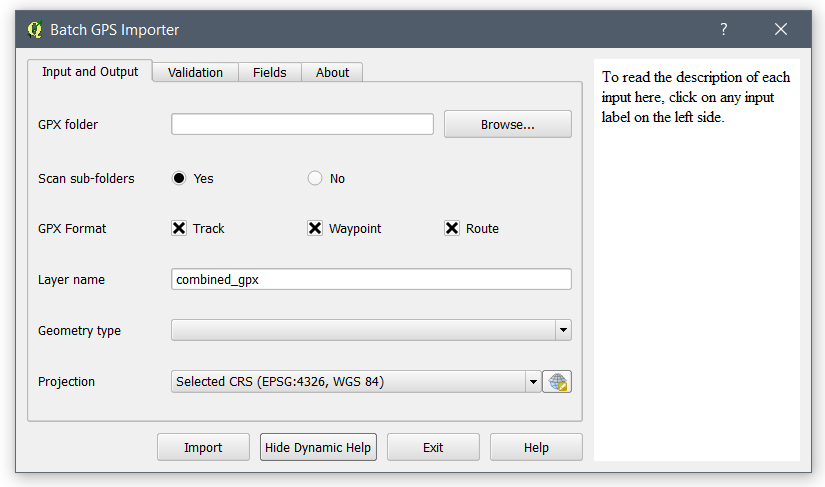 Batch GPS Importer ?
Input and Output Validation Fields About
GPX folder Browse...
Scan sub-folders Yes No
GPX Format Track Waypoint Route
Layer name combined_gpx
Geometry type
Projection Selected CRS (EPSG:4326, WGS 84)
Import Hide Dynamic Help Exit Help
To read the description of each
input here, click on any input
label on the left side.